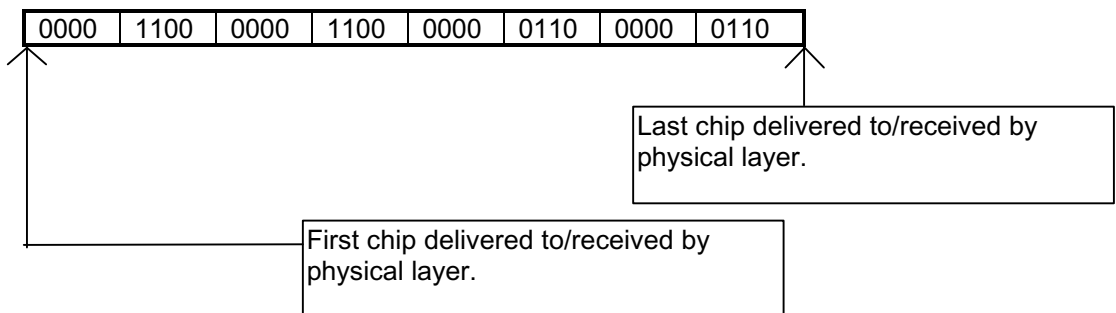 0000 1100 0000 1100 0000 0110 0000 0110
Last chip delivered to/received by
physical layer.
First chip delivered to/received by
physical layer.